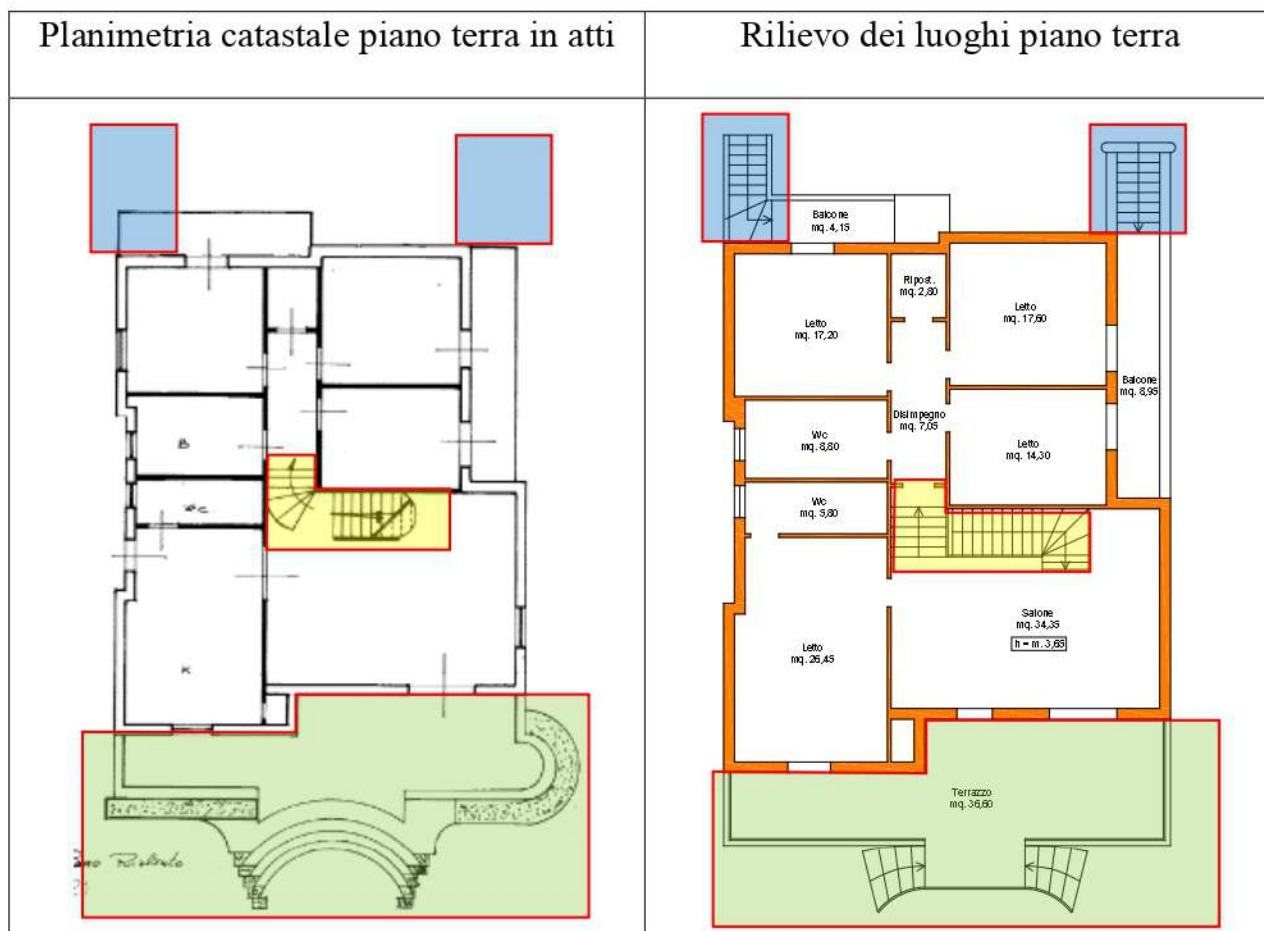 Planimetria catastale piano terra in atti
Rilievo dei luoghi piano terra
B
WC
K
Balcone
mq. 4,15
Ripost.
mq. 2,80
Letto
mq. 17,20
Letto
mq. 17,60
Balcone
mq. 8,95
Disimpegno
mq. 7,05
Wc
mq. 8,80
Letto
mq. 14,30
Wc
mq. 5,80
Salone
mq. 34,35
h = m. 3,65
Letto
mq. 26,45
Terrazzo
mq. 36,60